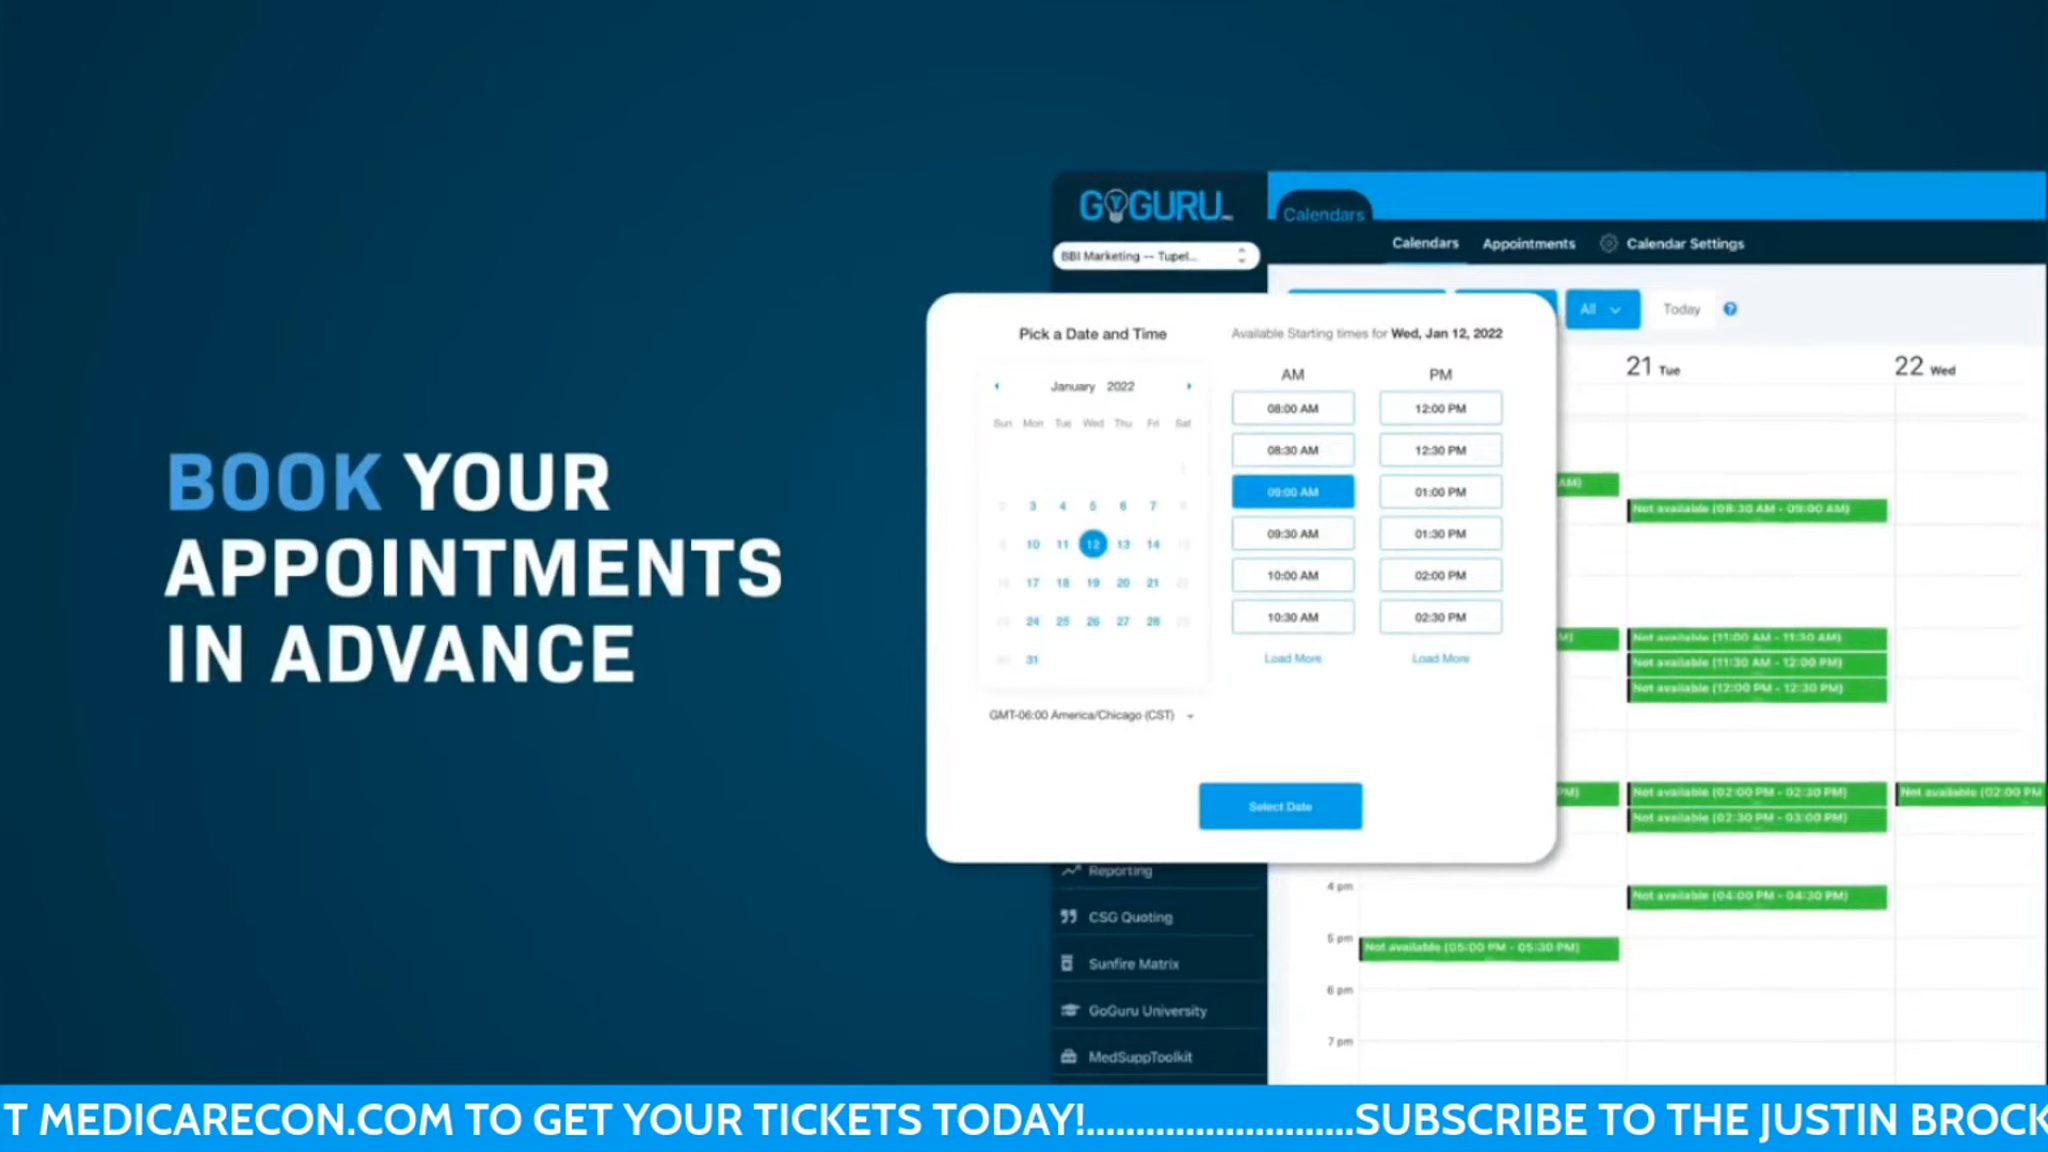 BOOK YOUR
APPOINTMENTS
IN ADVANCE
GOGURU
BBI Marketing -- Tupel...
Calendars
Calendars Appointments Calendar Settings
All Today
21 Tue 22 Wed
Pick a Date and Time
January 2022
Sun Mon Tue Wed Thu Fri Sat
1
3 4 5 6 7
10 11 12 13 14
17 18 19 20 21
24 25 26 27 28
31
GMT-06:00 America/Chicago (CST)
Available Starting times for Wed, Jan 12, 2022
AM PM
08:00 AM 12:00 PM
08:30 AM 12:30 PM
09:00 AM 01:00 PM
09:30 AM 01:30 PM
10:00 AM 02:00 PM
10:30 AM 02:30 PM
Load More Load More
Select Date
AM)
Not available (08:30 AM - 09:00 AM)
M)
Not available (11:00 AM - 11:30 AM)
Not available (11:30 AM - 12:00 PM)
Not available (12:00 PM - 12:30 PM)
PM)
Not available (02:00 PM - 02:30 PM)
Not available (02:00 PM
Not available (02:30 PM - 03:00 PM)
4 pm
Not available (04:00 PM - 04:30 PM)
5 pm
Not available (05:00 PM - 05:30 PM)
6 pm
7 pm
Reporting
CSG Quoting
Sunfire Matrix
GoGuru University
MedSuppToolkit
T MEDICARECON.COM TO GET YOUR TICKETS TODAY!...........................SUBSCRIBE TO THE JUSTIN BROCK